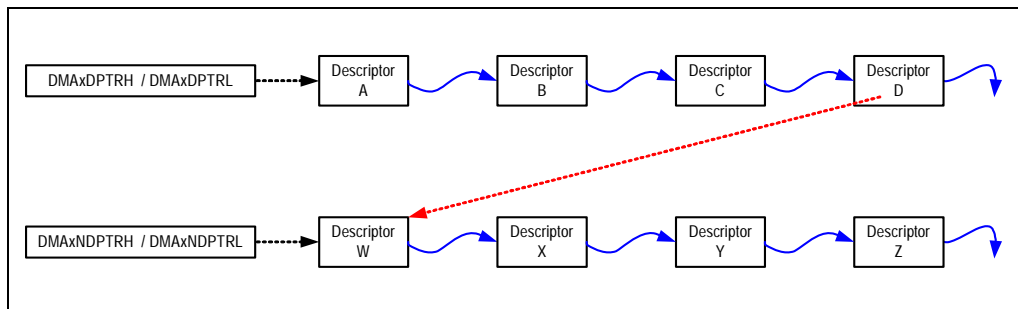 DMAxDPTRH / DMAxDPTRL
Descriptor
A
Descriptor
B
Descriptor
C
Descriptor
D
DMAxNDPTRH / DMAxNDPTRL
Descriptor
W
Descriptor
X
Descriptor
Y
Descriptor
Z